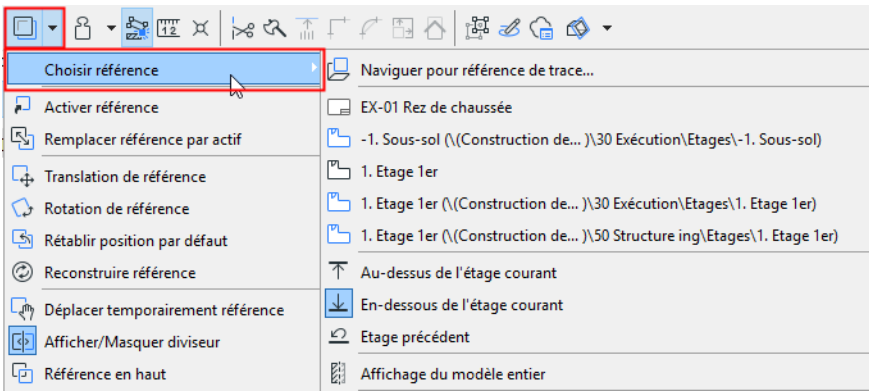 1 2
Choisir référence
Activer référence
Remplacer référence par actif
Translation de référence
Rotation de référence
Rétablir position par défaut
Reconstruire référence
Déplacer temporairement référence
Afficher/Masquer diviseur
Référence en haut
Naviguer pour référence de trace...
EX-01 Rez de chaussée
-1. Sous-sol (\(Construction de... )\30 Exécution\Etages\-1. Sous-sol)
1. Etage 1er
1. Etage 1er (\(Construction de... )\30 Exécution\Etages\1. Etage 1er)
1. Etage 1er (\(Construction de... )\50 Structure ing\Etages\1. Etage 1er)
Au-dessus de l'étage courant
En-dessous de l'étage courant
Etage précédent
Affichage du modèle entier